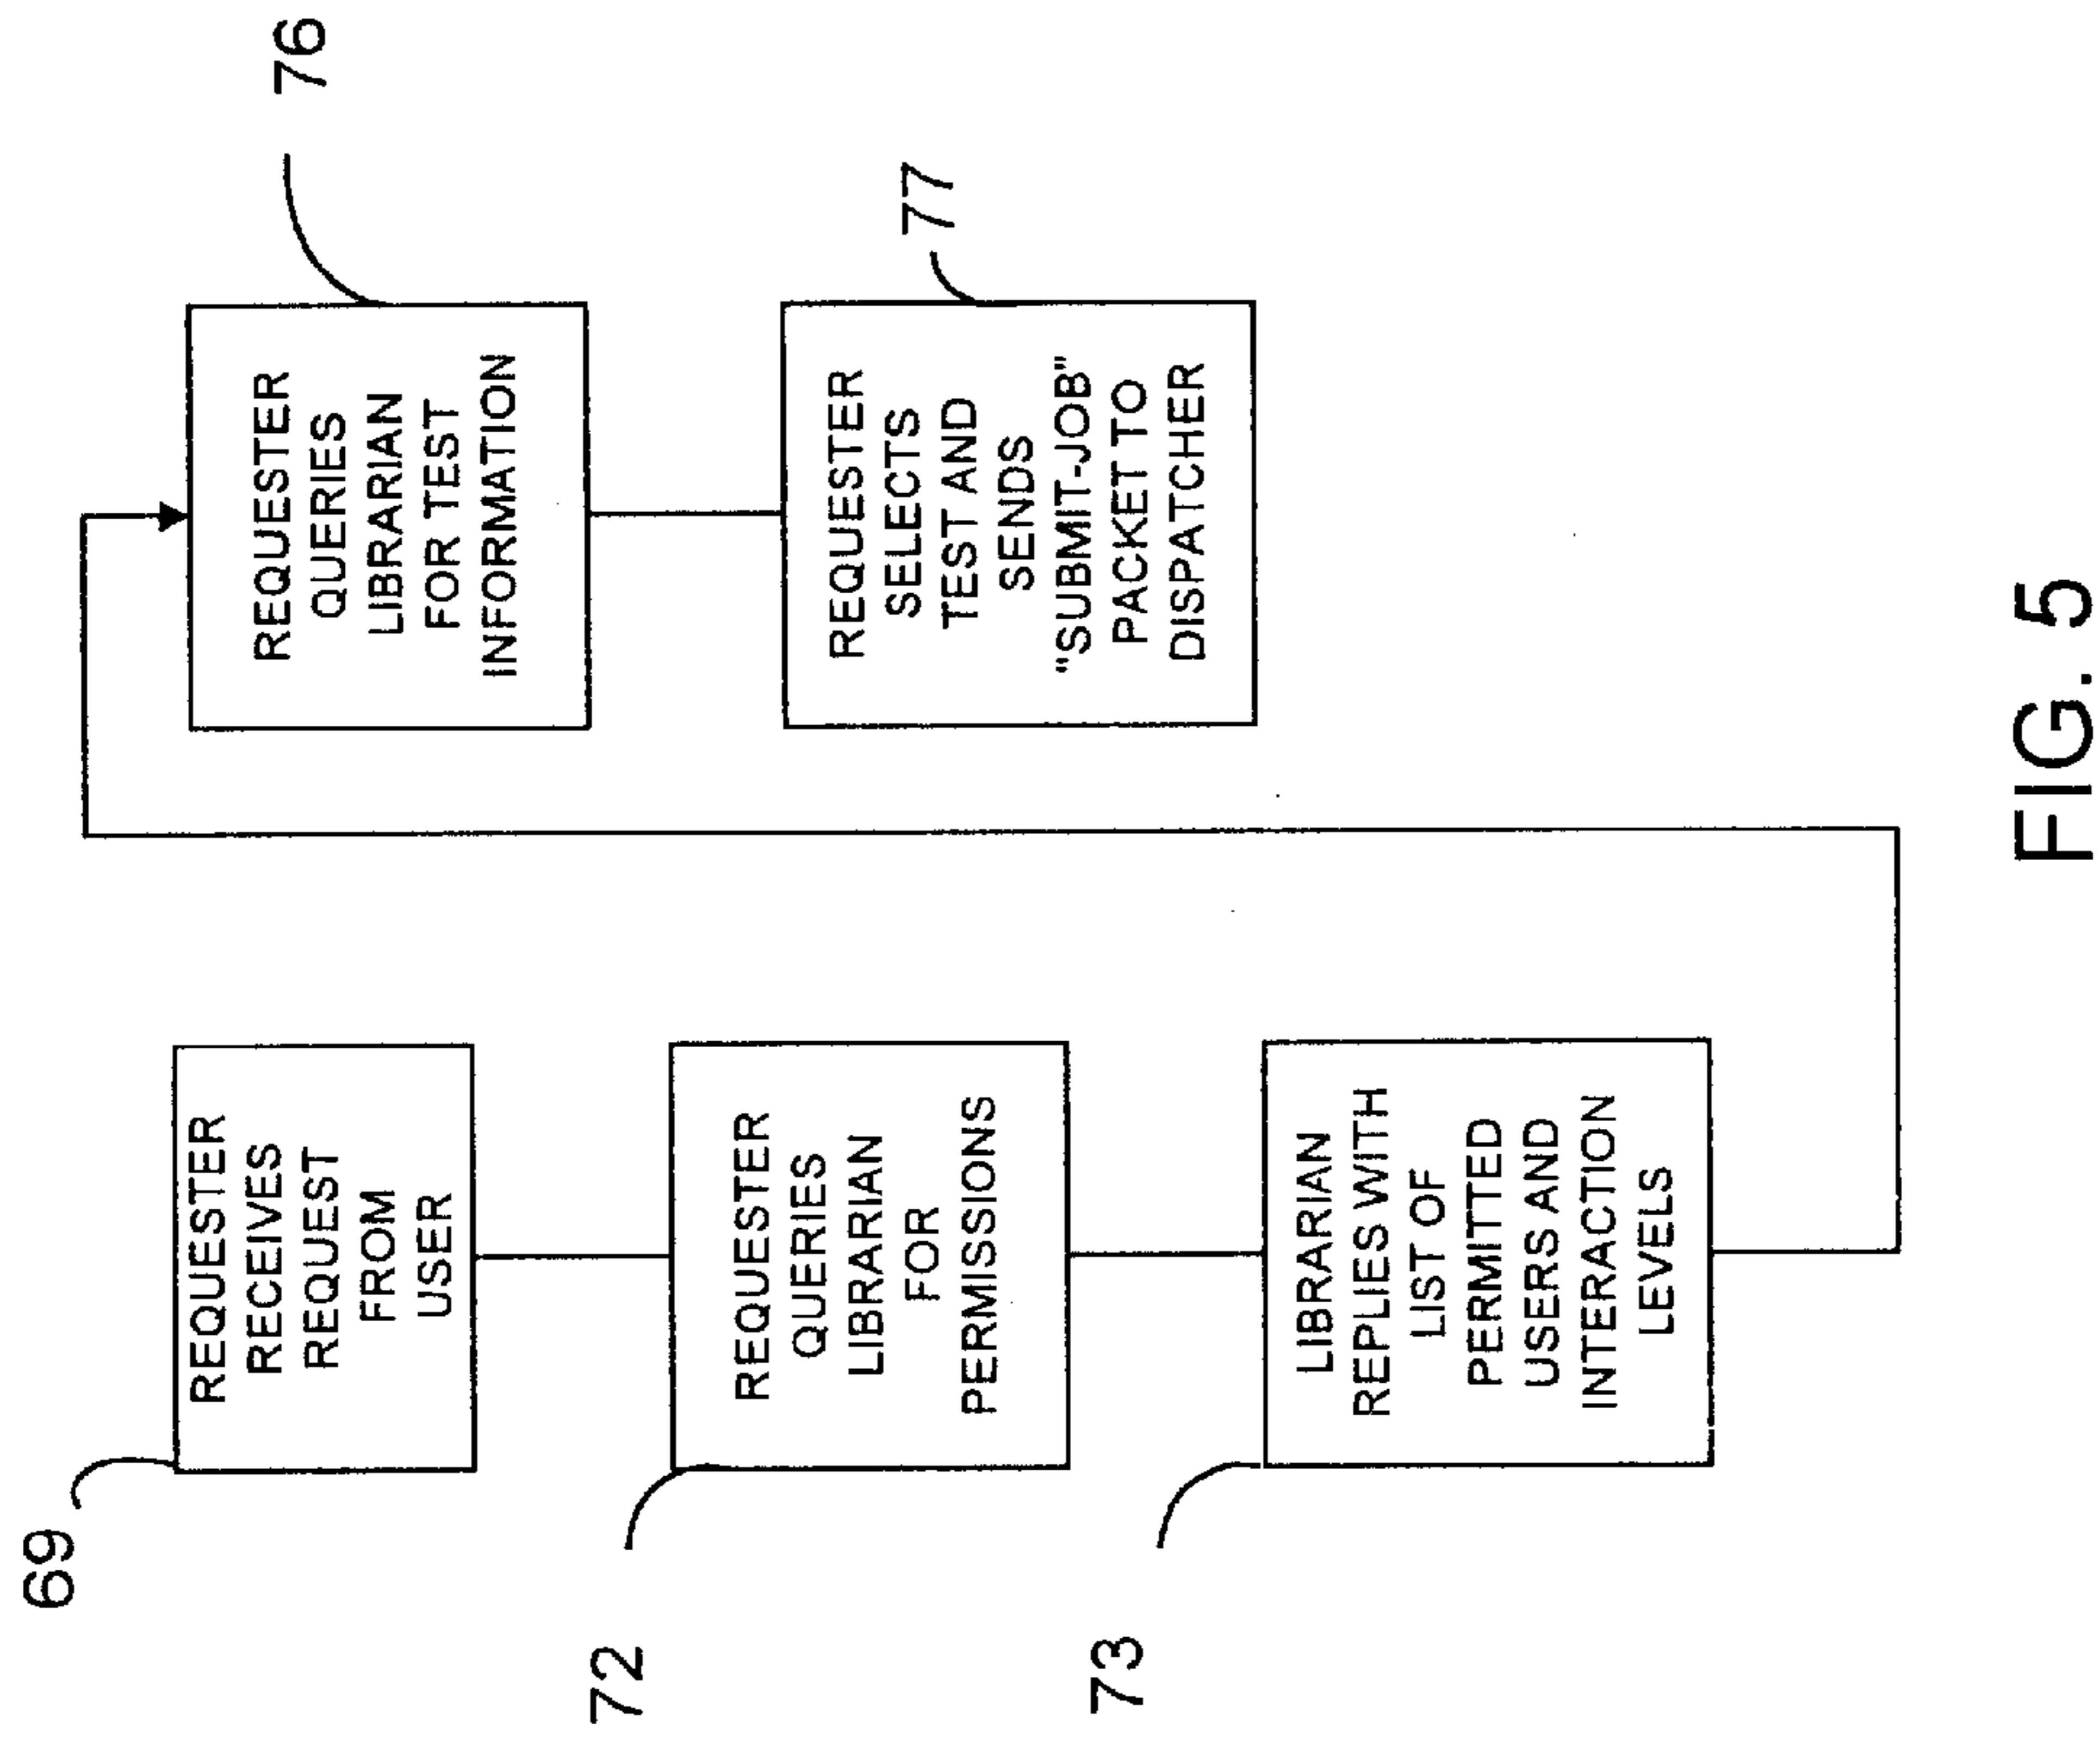 69
REQUESTER
RECEIVES
REQUEST
FROM
USER
72
REQUESTER
QUERIES
LIBRARIAN
FOR
PERMISSIONS
73
LIBRARIAN
REPLIES WITH
LIST OF
PERMITTED
USERS AND
INTERACTION
LEVELS
76
REQUESTER
QUERIES
LIBRARIAN
FOR TEST
INFORMATION
77
REQUESTER
SELECTS
TEST AND
SENDS
"SUBMIT-JOB"
PACKET TO
DISPATCHER
FIG. 5